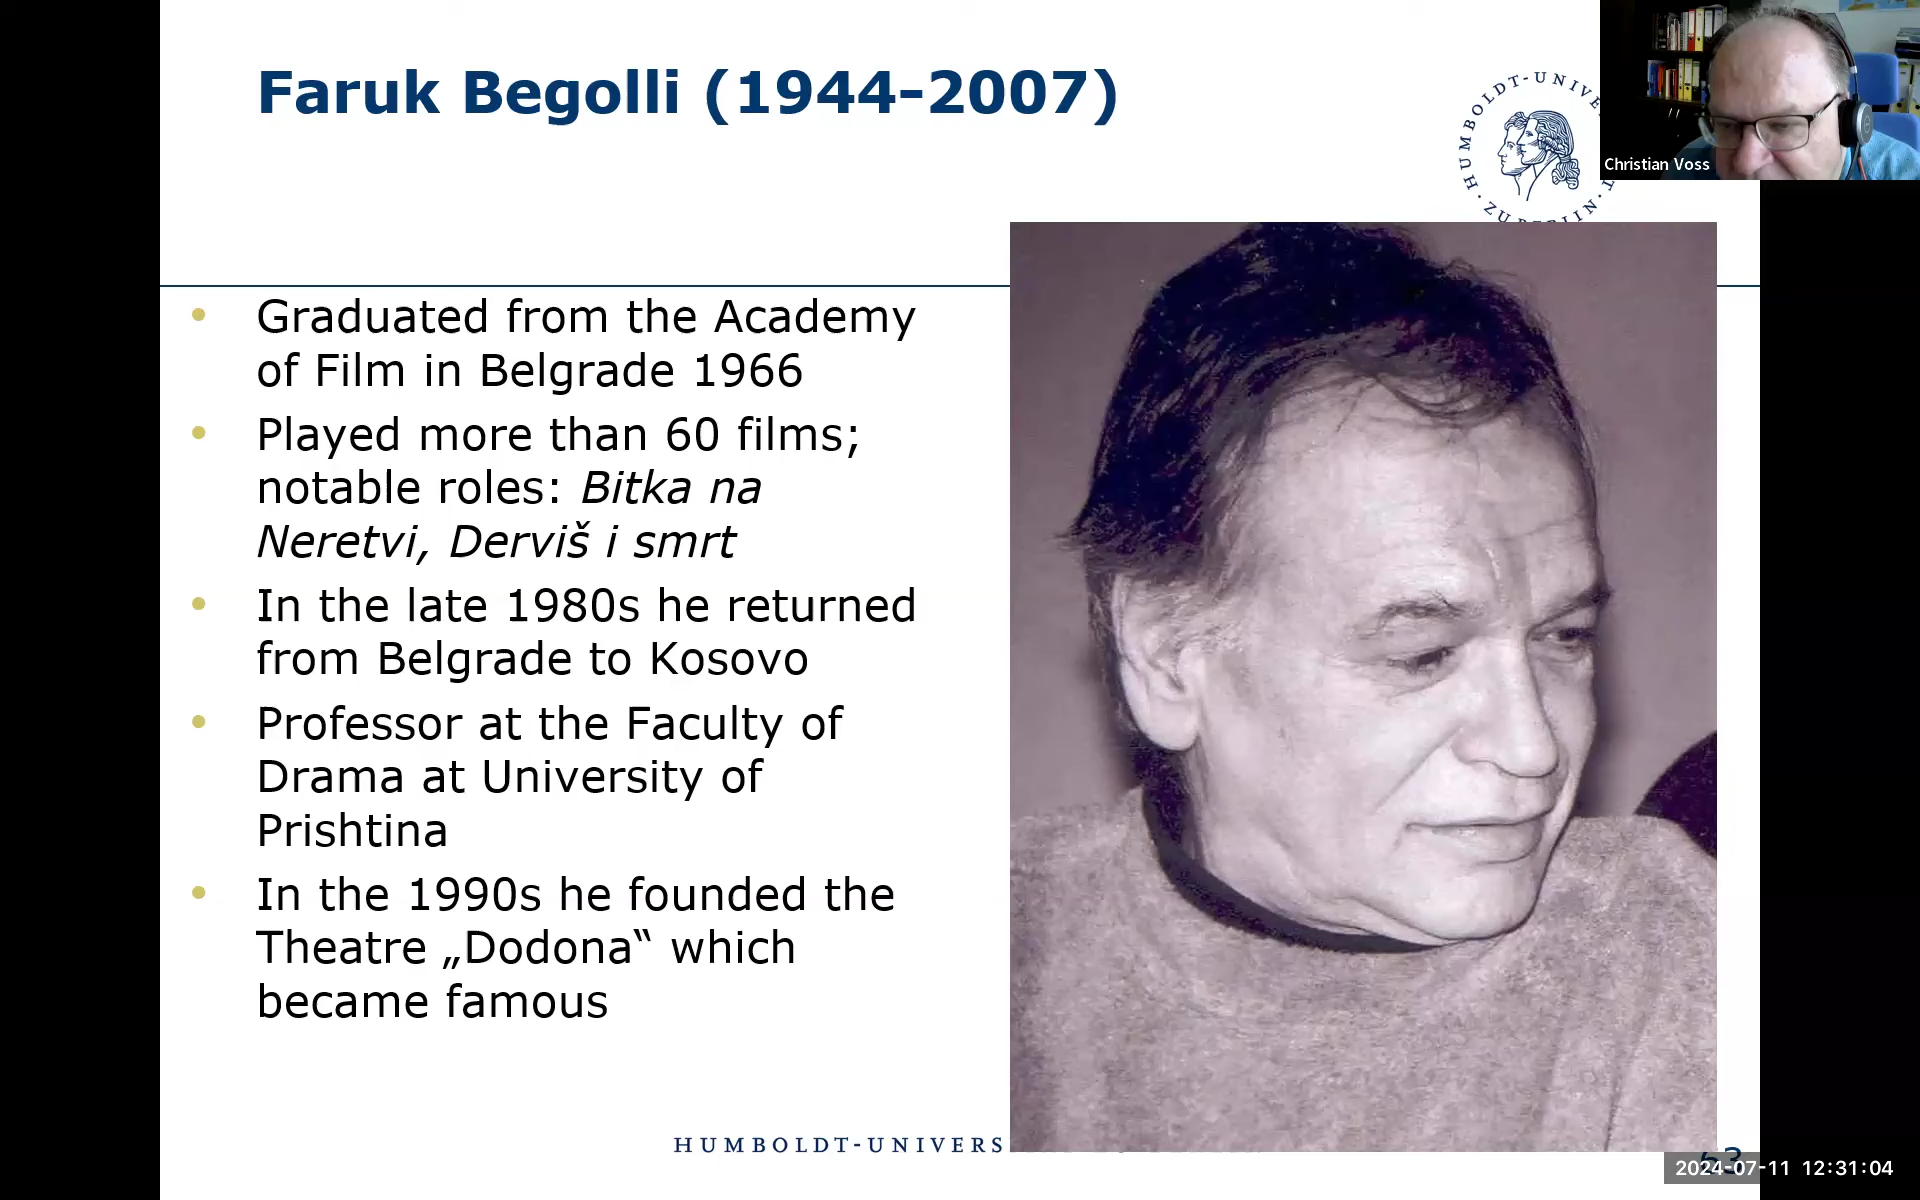 Faruk Begolli (1944-2007)
HUMBOLDT-UNIVE
ZU BERLIN
Christian Voss
• Graduated from the Academy
of Film in Belgrade 1966
• Played more than 60 films;
notable roles: Bitka na
Neretvi, Derviš i smrt
• In the late 1980s he returned
from Belgrade to Kosovo
• Professor at the Faculty of
Drama at University of
Prishtina
• In the 1990s he founded the
Theatre „Dodona“ which
became famous
HUMBOLDT-UNIVERS
63
2024-07-11 12:31:04